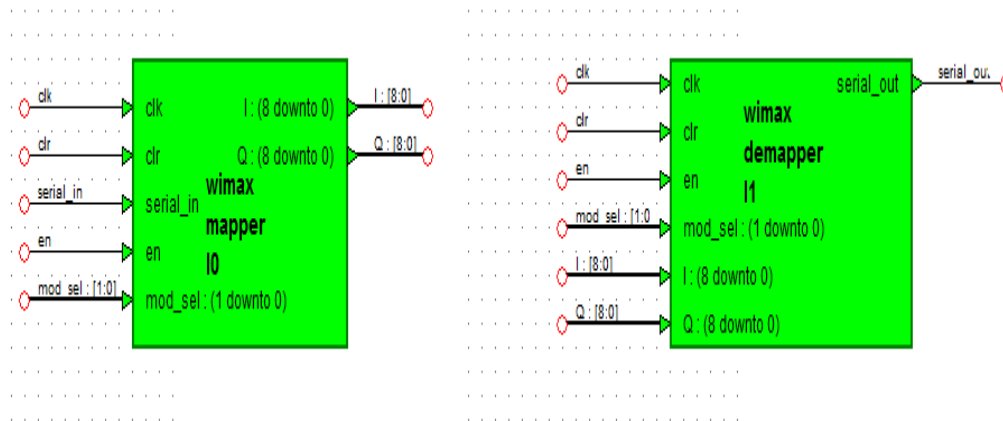 clk
clk
I : (8 downto 0)
I : [8:0]
clr
clr
Q : (8 downto 0)
Q : [8:0]
serial_in
serial_in
wimax
mapper
I0
en
en
mod_sel : [1:0]
mod_sel : (1 downto 0)
clk
clk
serial_out
serial_out
clr
clr
wimax
demapper
I1
en
en
mod_sel : [1:0
mod_sel : (1 downto 0)
I : [8:0]
I : (8 downto 0)
Q : [8:0]
Q : (8 downto 0)